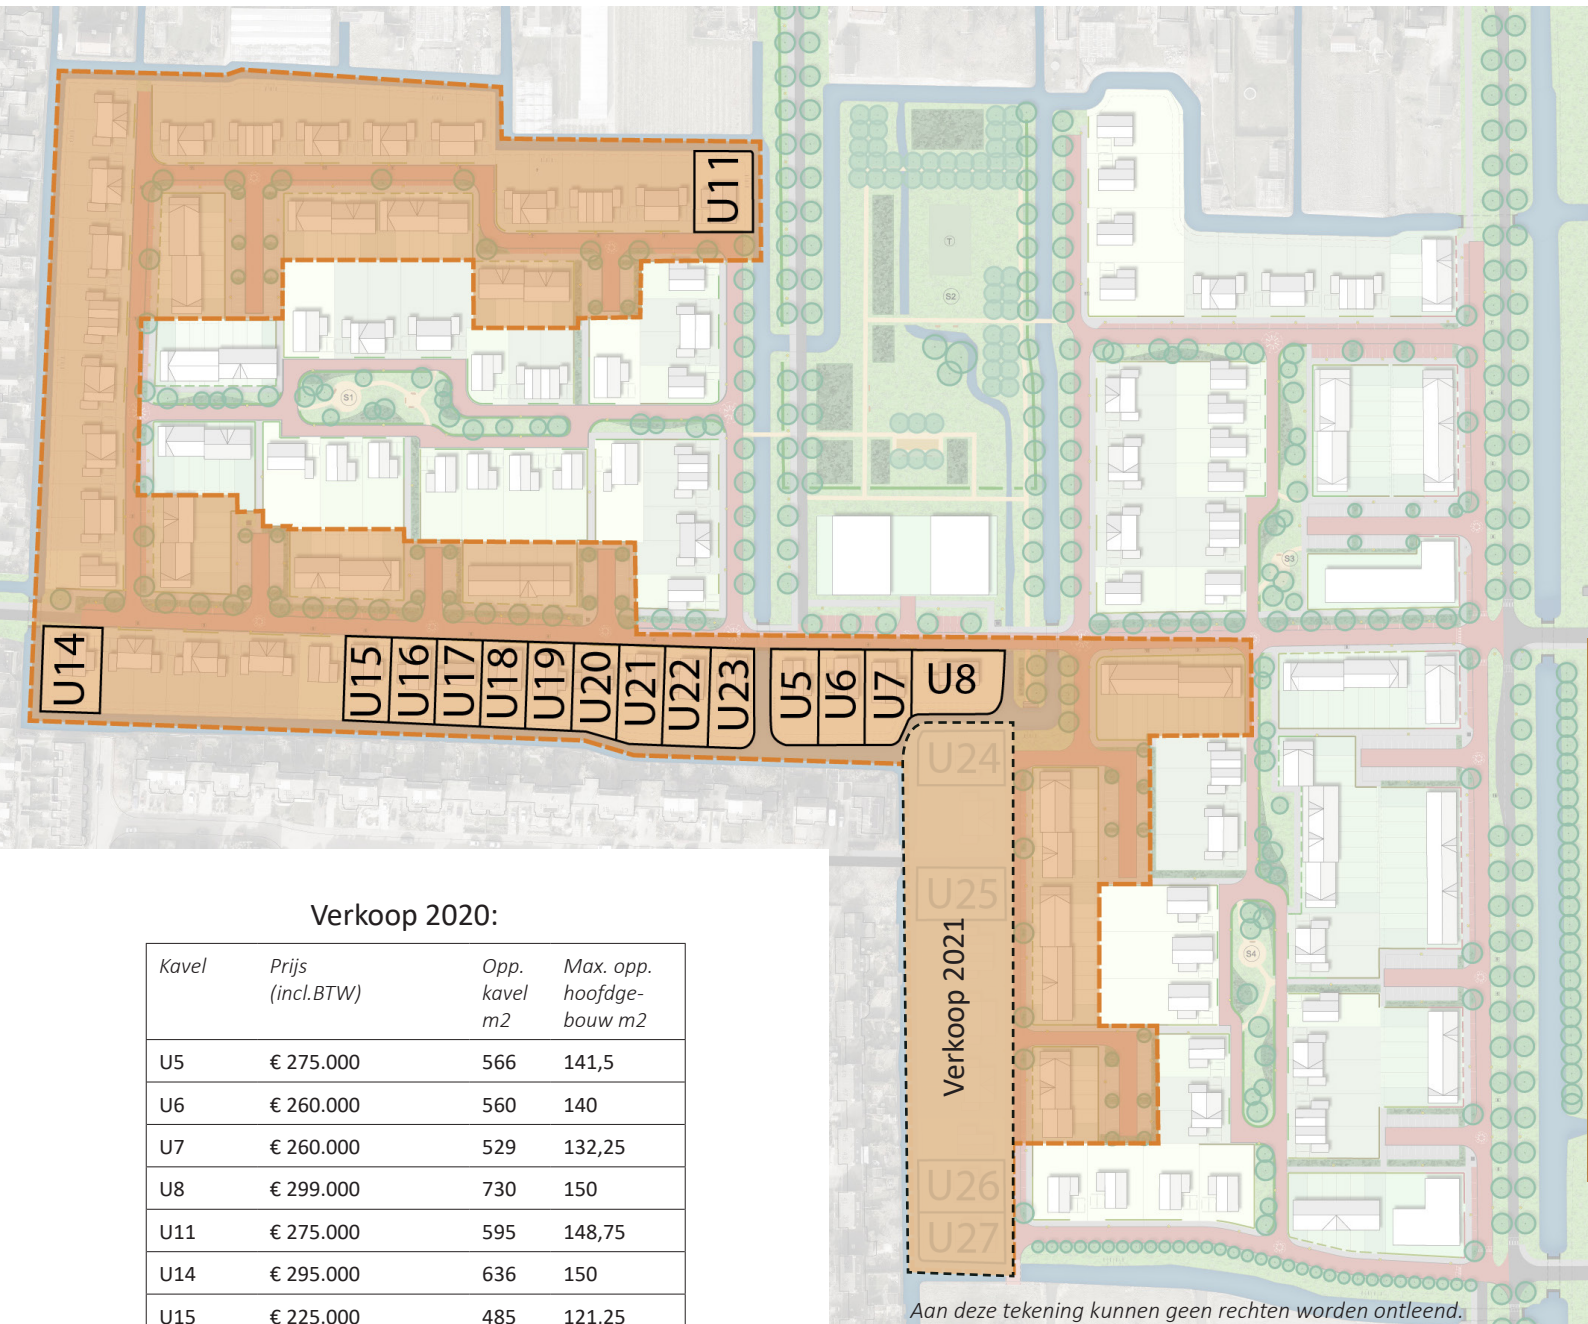 U11
T
S2
S1
S3
U14
U15
U16
U17
U18
U19
U20
U21
U22
U23
U5
U6
U7
U8
U24
U25
Verkoop 2021
S4
U26
U27
Verkoop 2020:
Kavel Prijs (incl.BTW) Opp. kavel m2 Max. opp. hoofdge-bouw m2
U5 € 275.000 566 141,5
U6 € 260.000 560 140
U7 € 260.000 529 132,25
U8 € 299.000 730 150
U11 € 275.000 595 148,75
U14 € 295.000 636 150
U15 € 225.000 485 121,25
Aan deze tekening kunnen geen rechten worden ontleend.